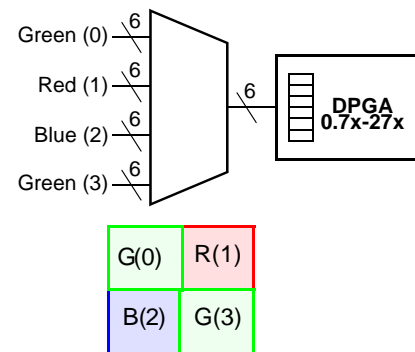 Green (0)
6
Red (1)
6
Blue (2)
6
Green (3)
6
6
DPGA
0.7x-27x
G(0)
R(1)
B(2)
G(3)